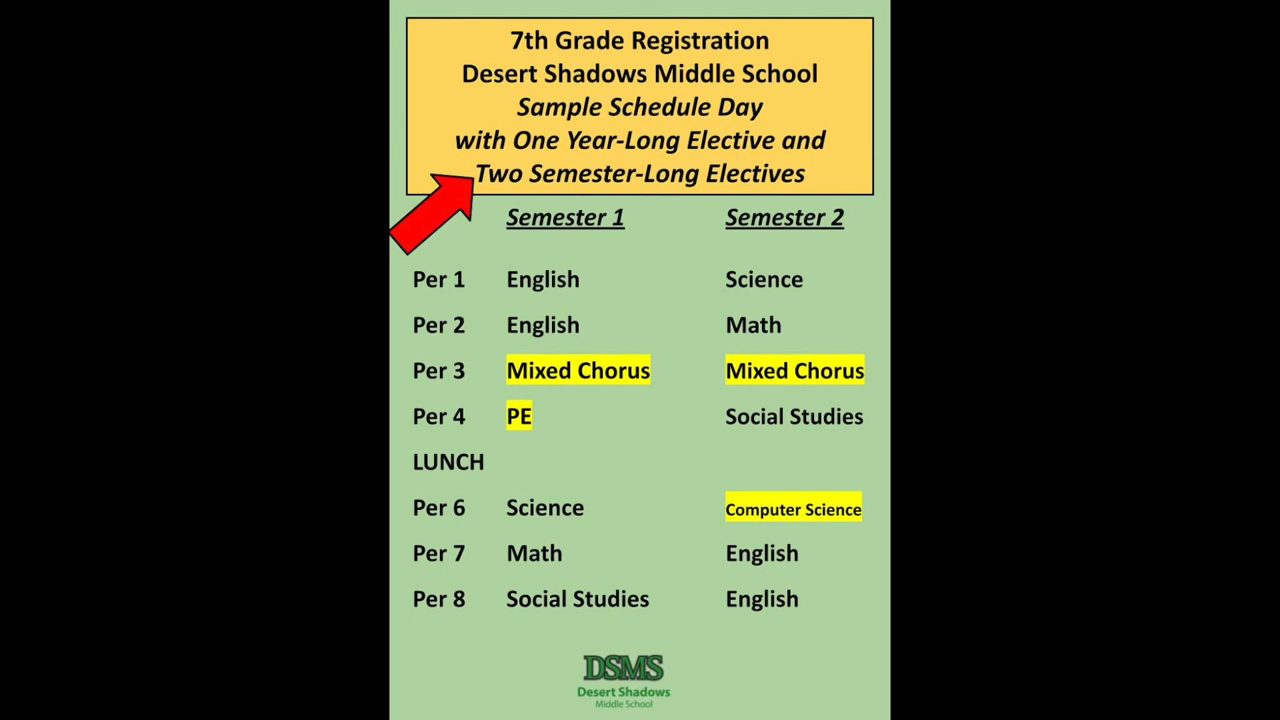 7th Grade Registration
Desert Shadows Middle School
Sample Schedule Day
with One Year-Long Elective and
Two Semester-Long Electives
Semester 1 Semester 2
Per 1 English Science
Per 2 English Math
Per 3 Mixed Chorus Mixed Chorus
Per 4 PE Social Studies
LUNCH
Per 6 Science Computer Science
Per 7 Math English
Per 8 Social Studies English
DSMS
Desert Shadows
Middle School